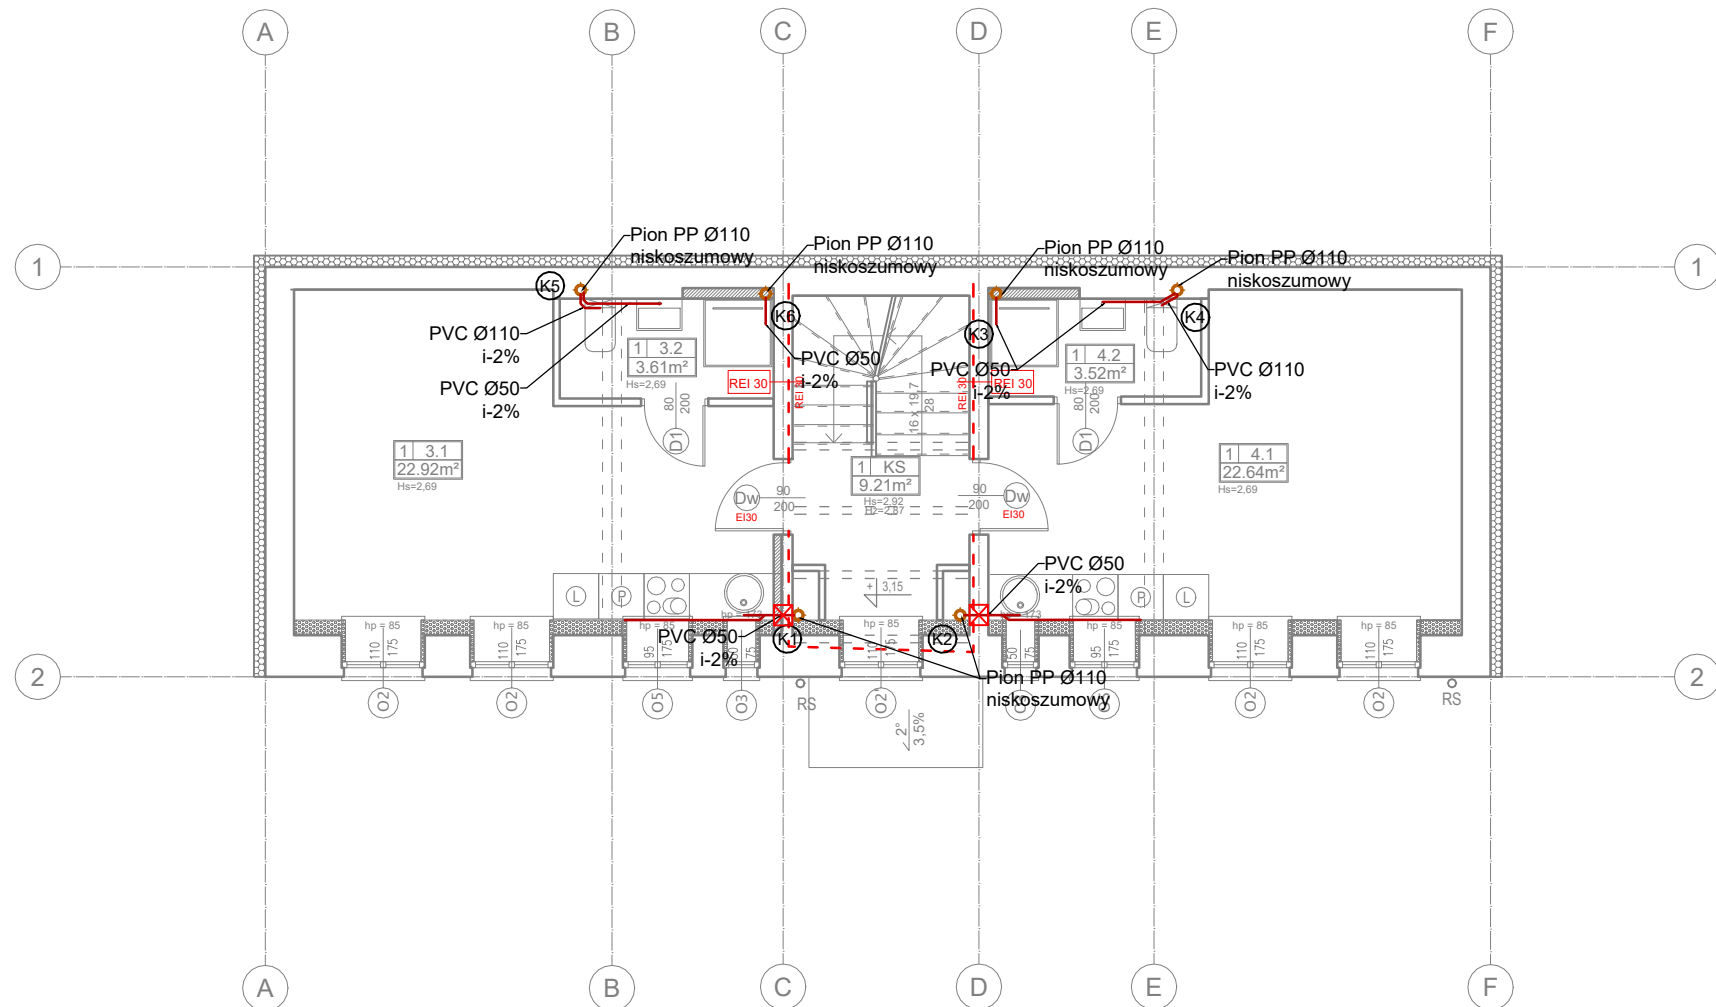 A
B
C
D
E
F
1
1
Pion PP Ø110
niskoszumowy
Pion PP Ø110
niskoszumowy
Pion PP Ø110
niskoszumowy
Pion PP Ø110
niskoszumowy
K5
K6
K3
K4
PVC Ø110
i-2%
PVC Ø50
i-2%
PVC Ø50
i-2%
PVC Ø50
i-2%
PVC Ø110
i-2%
1 3.2
3.61m²
Hs=2,69
1 4.2
3.52m²
Hs=2,69
REI 30
REI 30
REI 30
REI 30
80
200
D1
80
200
D1
16 x 19,7
28
1 3.1
22.92m²
Hs=2,69
1 KS
9.21m²
Hs=2,92
1 4.1
22.64m²
Hs=2,69
Dw
90
200
EI30
Dw
90
200
EI30
L
P
P
L
+ 3,15
PVC Ø50
i-2%
PVC Ø50
i-2%
K1
K2
hp = 85
110
175
hp = 85
110
175
hp = 85
95
175
hp = 85
110
175
hp = 85
95
175
hp = 85
110
175
hp = 85
110
175
Pion PP Ø110
niskoszumowy
2
2
O2
O2
O5
O3
O2
O2
O2
RS
RS
2°
3,5%
A
B
C
D
E
F